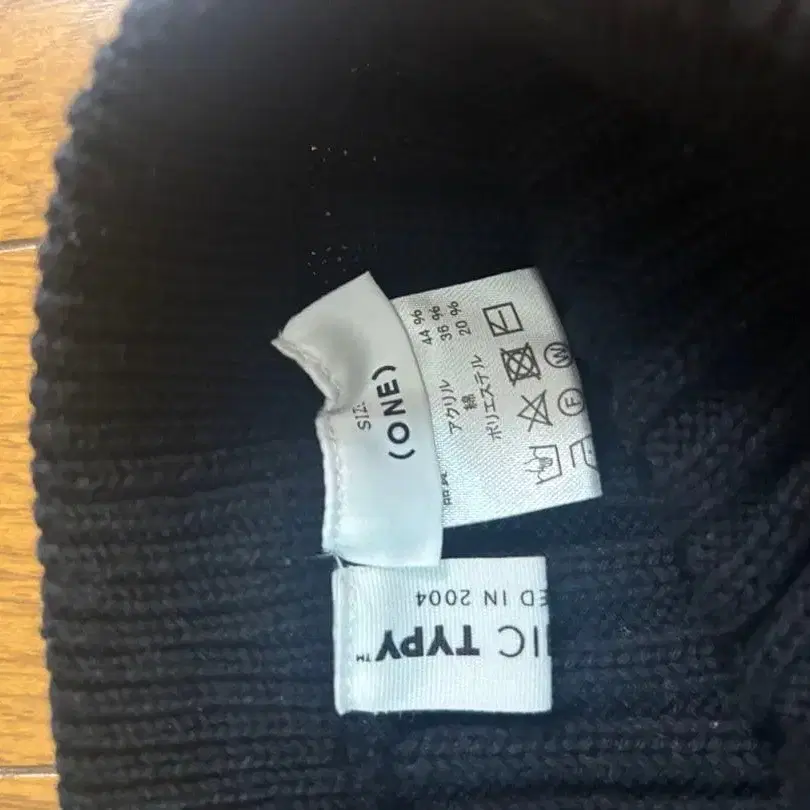 (ONE)
アクリル 44 %
綿 36 %
ポリエステル 20 %
F W
IC TYPY™
ED IN 2004